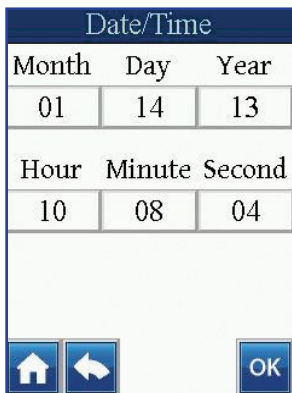 Date/Time
Month Day Year
01 14 13
Hour Minute Second
10 08 04
OK